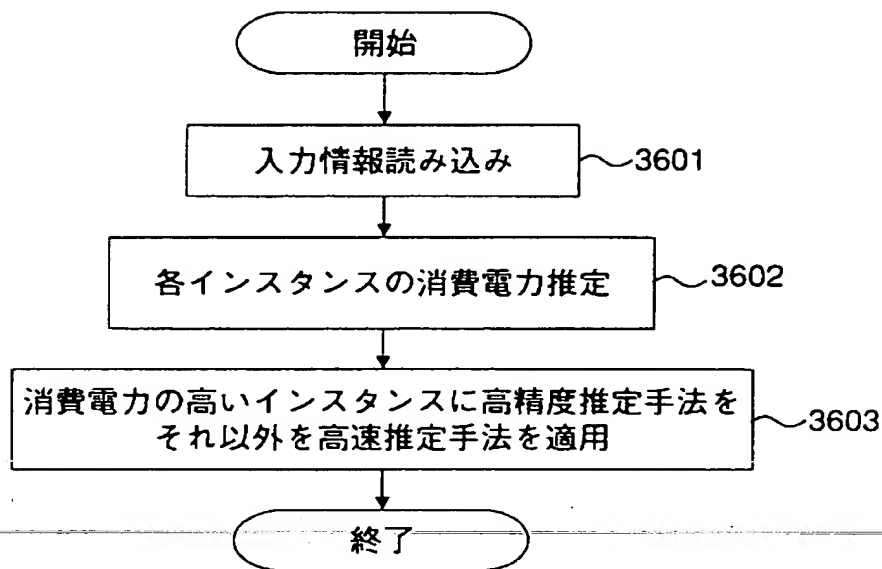 開始
入力情報読み込み
3601
各インスタンスの消費電力推定
3602
消費電力の高いインスタンスに高精度推定手法を
それ以外を高速推定手法を適用
3603
終了